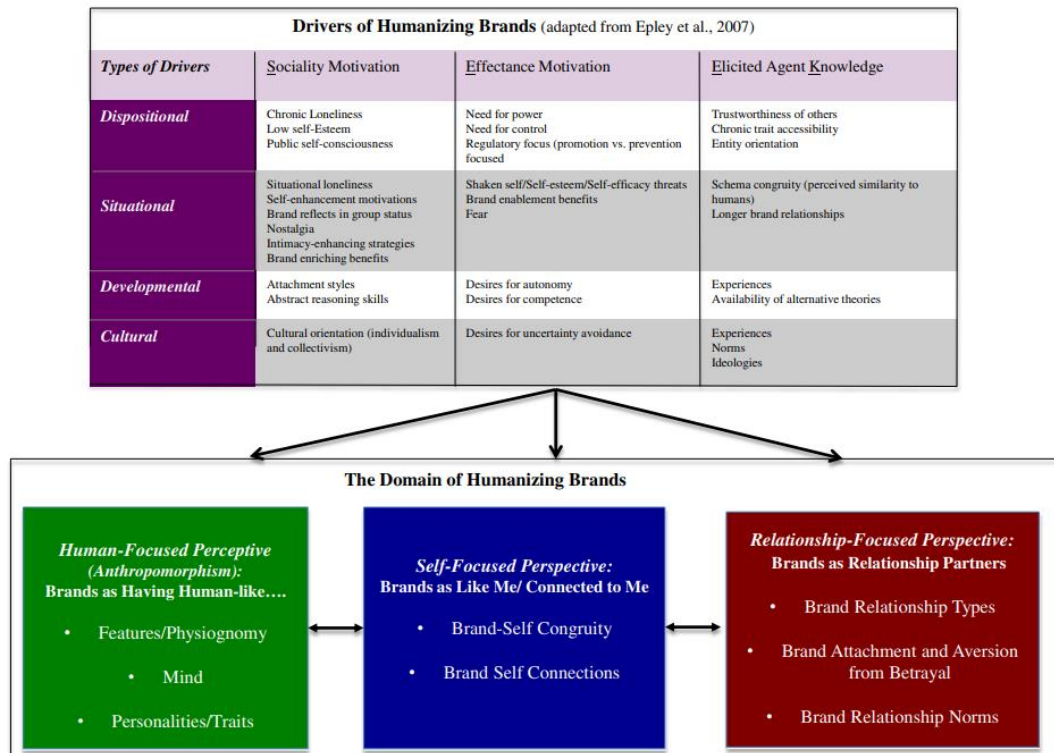 Drivers of Humanizing Brands (adapted from Epley et al., 2007)
Types of Drivers
Sociality Motivation
Effectance Motivation
Elicited Agent Knowledge
Dispositional
Chronic Loneliness
Low self-Esteem
Public self-consciousness
Need for power
Need for control
Regulatory focus (promotion vs. prevention
focused
Trustworthiness of others
Chronic trait accessibility
Entity orientation
Situational
Situational loneliness
Self-enhancement motivations
Brand reflects in group status
Nostalgia
Intimacy-enhancing strategies
Brand enriching benefits
Shaken self/Self-esteem/Self-efficacy threats
Brand enablement benefits
Fear
Schema congruity (perceived similarity to
humans)
Longer brand relationships
Developmental
Attachment styles
Abstract reasoning skills
Desires for autonomy
Desires for competence
Experiences
Availability of alternative theories
Cultural
Cultural orientation (individualism
and collectivism)
Desires for uncertainty avoidance
Experiences
Norms
Ideologies
The Domain of Humanizing Brands
Human-Focused Perceptive
(Anthropomorphism):
Brands as Having Human-like….
• Features/Physiognomy
• Mind
• Personalities/Traits
Self-Focused Perspective:
Brands as Like Me/ Connected to Me
• Brand-Self Congruity
• Brand Self Connections
Relationship-Focused Perspective:
Brands as Relationship Partners
• Brand Relationship Types
• Brand Attachment and Aversion
from Betrayal
• Brand Relationship Norms